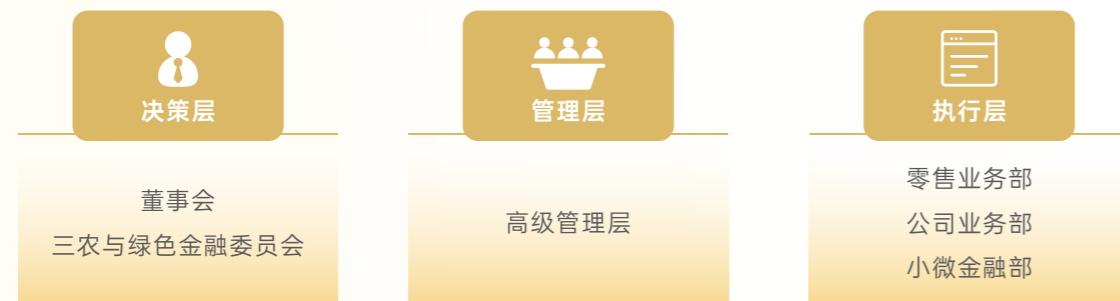 决策层
董事会
三农与绿色金融委员会
管理层
高级管理层
执行层
零售业务部
公司业务部
小微金融部